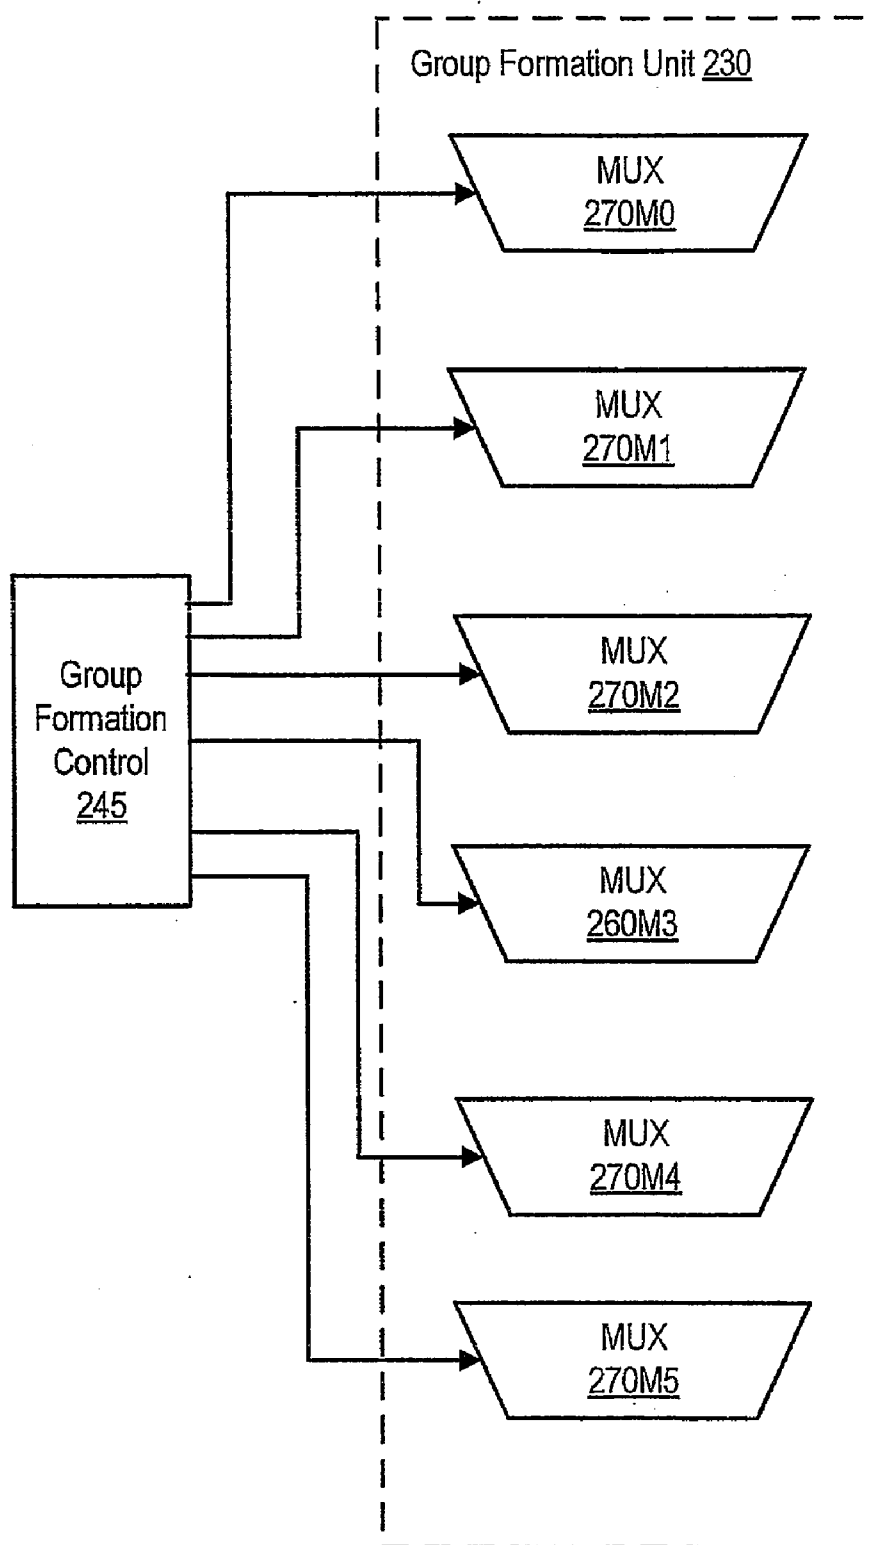 Group Formation Unit 230
MUX
270M0
MUX
270M1
MUX
270M2
Group
Formation
Control
245
MUX
260M3
MUX
270M4
MUX
270M5